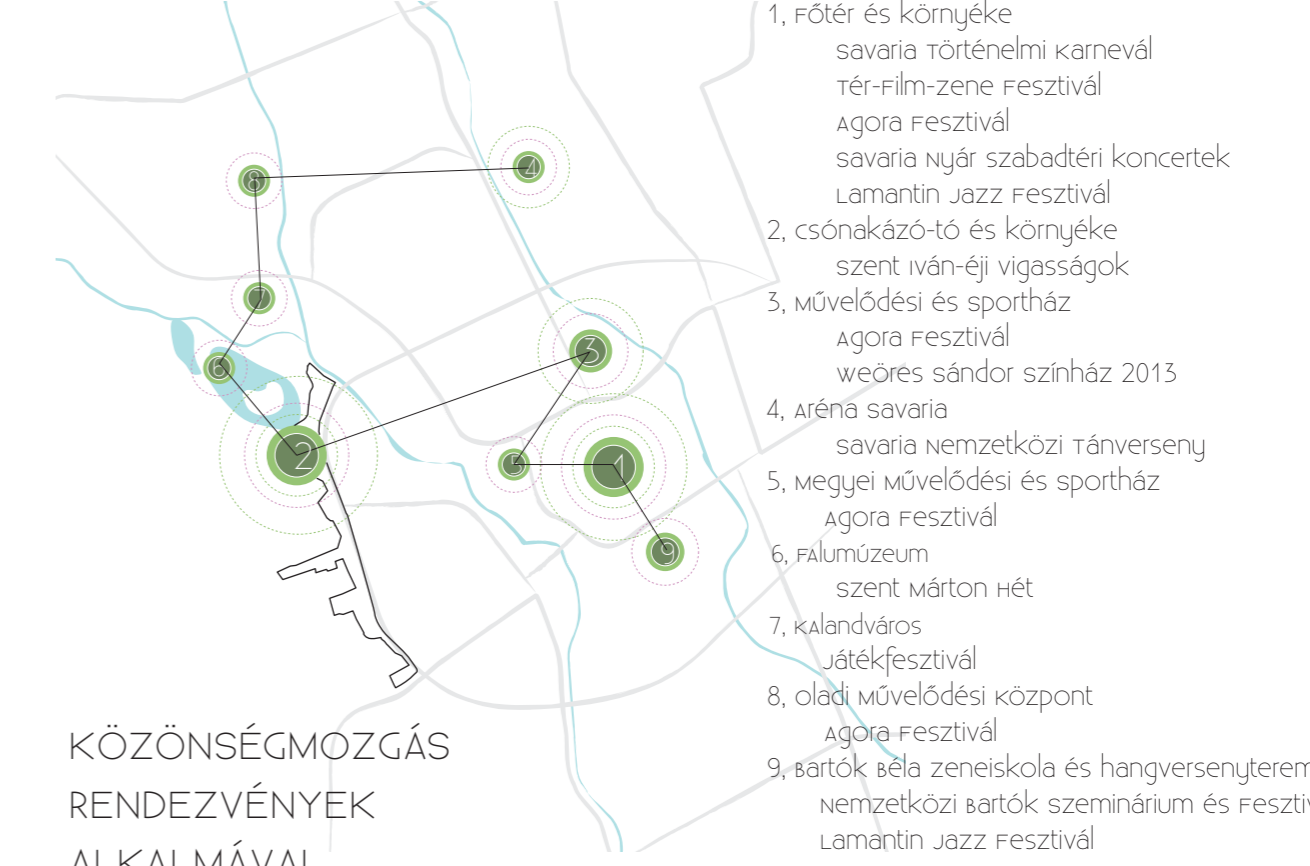 1, Főtér és környéke
Savaria Történelmi Karnevál
Tér-Film-Zene Fesztivál
Agora Fesztivál
Savaria Nyár szabadtéri koncertek
Lamantin Jazz Fesztivál
2, Csónakázó-tó és környéke
Szent Iván-éji vigasságok
3, Művelődési és Sportház
Agora Fesztivál
Weöres Sándor Színház 2013
4, Aréna Savaria
Savaria Nemzetközi Tánverseny
5, Megyei Művelődési és Sportház
Agora Fesztivál
6, FAlumúzeum
Szent Márton Hét
7, KAlandváros
Játékfesztivál
8, Oladi Művelődési Központ
Agora Fesztivál
9, Bartók Béla zeneiskola és hangversenyterem
Nemzetközi Bartók Szeminárium és Feszti
Lamantin Jazz Fesztivál
8
4
7
6
3
2
5
1
9
KÖZÖNSÉGMOZGÁS
RENDEZVÉNYEK
ALKALMÁVAL